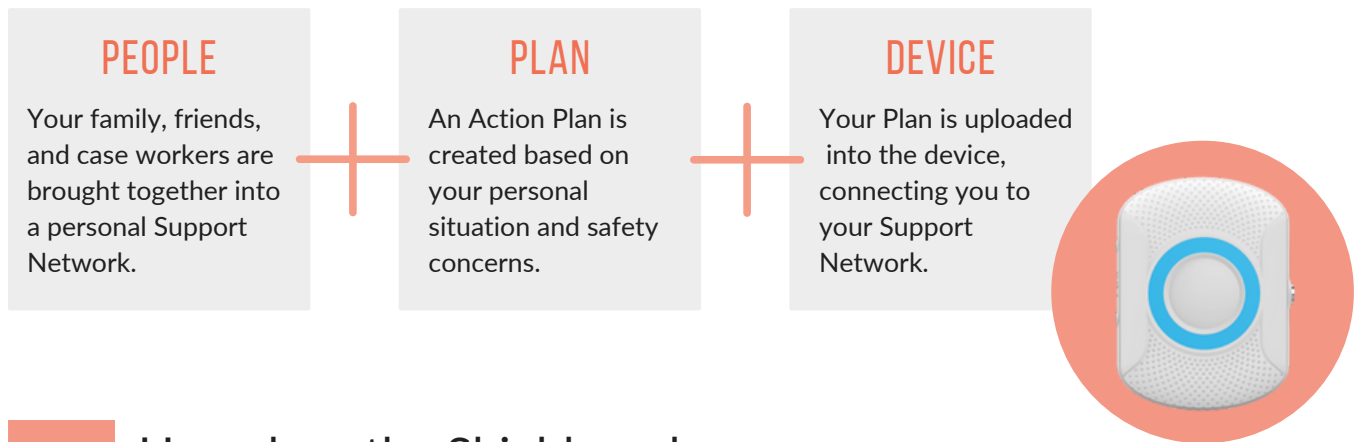 PEOPLE
Your family, friends,
and case workers are
brought together into
a personal Support
Network.
PLAN
An Action Plan is
created based on
your personal
situation and safety
concerns.
DEVICE
Your Plan is uploaded
into the device,
connecting you to
your Support
Network.